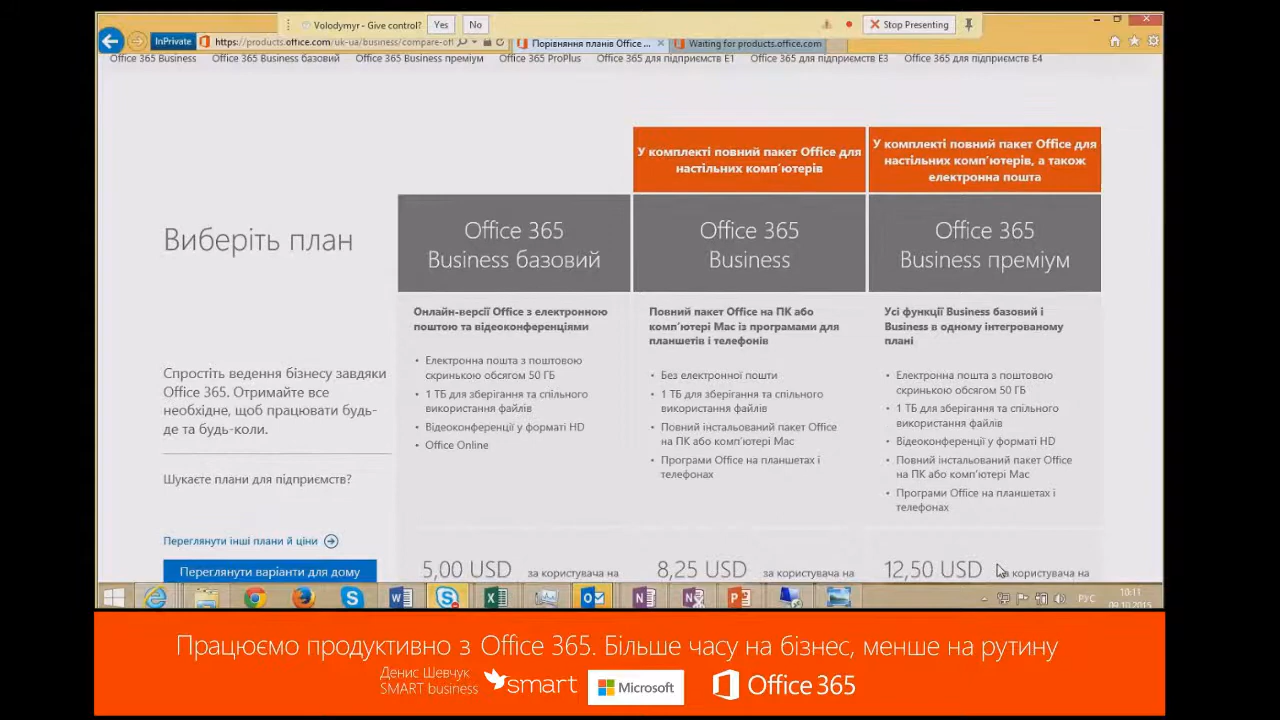 Volodymyr - Give control?
Yes
No
Stop Presenting
InPrivate
https://products.office.com/uk-ua/business/compare-off
Порівняння планів Office ...
Waiting for products.office.com
Office 365 Business
Office 365 Business базовий
Office 365 Business преміум
Office 365 ProPlus
Office 365 для підприємств E1
Office 365 для підприємств E3
Office 365 для підприємств E4
У комплекті повний пакет Office для
настільних комп’ютерів
У комплекті повний пакет Office для
настільних комп’ютерів, а також
електронна пошта
Виберіть план
Office 365
Business базовий
Office 365
Business
Office 365
Business преміум
Спростіть ведення бізнесу завдяки
Office 365. Отримайте все
необхідне, щоб працювати будь-
де та будь-коли.
Шукаєте плани для підприємств?
Переглянути інші плани й ціни
Переглянути варіанти для дому
Онлайн-версії Office з електронною
поштою та відеоконференціями
• Електронна пошта з поштовою
скринькою обсягом 50 ГБ
• 1 ТБ для зберігання та спільного
використання файлів
• Відеоконференції у форматі HD
• Office Online
5,00 USD за користувача на
Повний пакет Office на ПК або
комп’ютері Mac із програмами для
планшетів і телефонів
• Без електронної пошти
• 1 ТБ для зберігання та спільного
використання файлів
• Повний інстальований пакет Office
на ПК або комп’ютері Mac
• Програми Office на планшетах і
телефонах
8,25 USD за користувача на
Усі функції Business базовий і
Business в одному інтегрованому
плані
• Електронна пошта з поштовою
скринькою обсягом 50 ГБ
• 1 ТБ для зберігання та спільного
використання файлів
• Відеоконференції у форматі HD
• Повний інстальований пакет Office
на ПК або комп’ютері Mac
• Програми Office на планшетах і
телефонах
12,50 USD за користувача на
РУС
10:11
09.10.2015
Працюємо продуктивно з Office 365. Більше часу на бізнес, менше на рутину
Денис Шевчук
SMART business
smart
Microsoft
Office 365